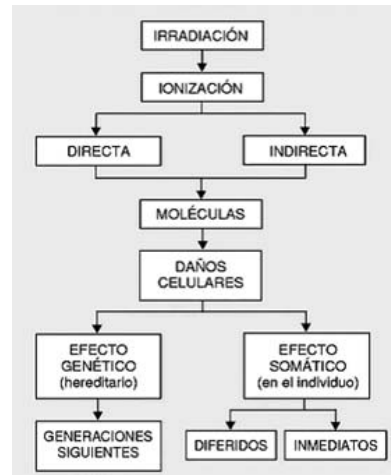 IRRADIACIÓN
IONIZACIÓN
DIRECTA
INDIRECTA
MOLÉCULAS
DAÑOS
CELULARES
EFECTO
GENÉTICO
(hereditario)
EFECTO
SOMÁTICO
(en el individuo)
GENERACIONES
SIGUIENTES
DIFERIDOS
INMEDIATOS